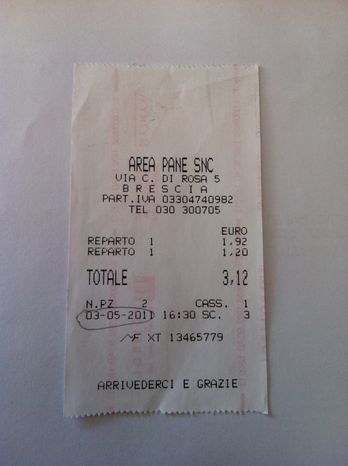 AREA PANE SNC
VIA C. DI ROSA 5
BRESCIA
PART.IVA 03304740982
TEL 030 300705
EURO
REPARTO 1 1,92
REPARTO 1 1,20
TOTALE 3,12
N.PZ 2 CASS. 1
03-05-2011 16:30 SC. 3
MF XT 13465779
ARRIVEDERCI E GRAZIE